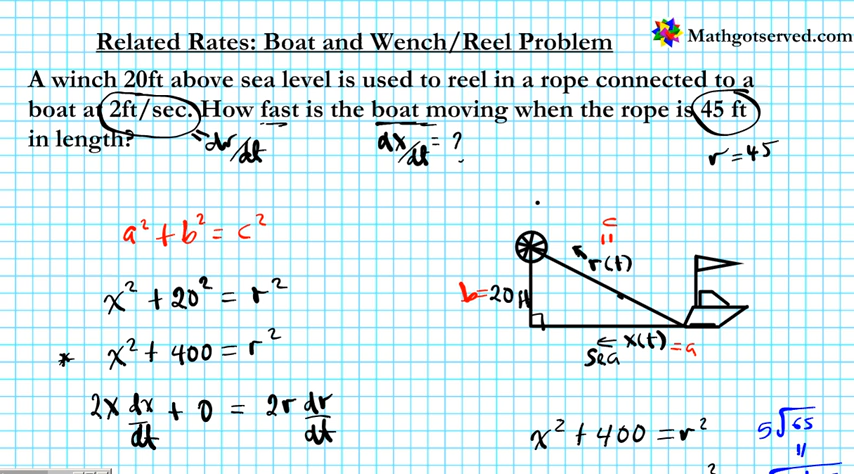 Related Rates: Boat and Wench/Reel Problem
Mathgotserved.com
A winch 20ft above sea level is used to reel in a rope connected to a
boat at 2ft/sec. How fast is the boat moving when the rope is 45 ft
in length?
dr/dt
dx/dt = ?
r = 45
a² + b² = c²
x² + 20² = r²
* x² + 400 = r²
2x dx/dt + 0 = 2r dr/dt
c
=
r(t)
b=20ft
← x(t) = a
sea
x² + 400 = r²
5√65